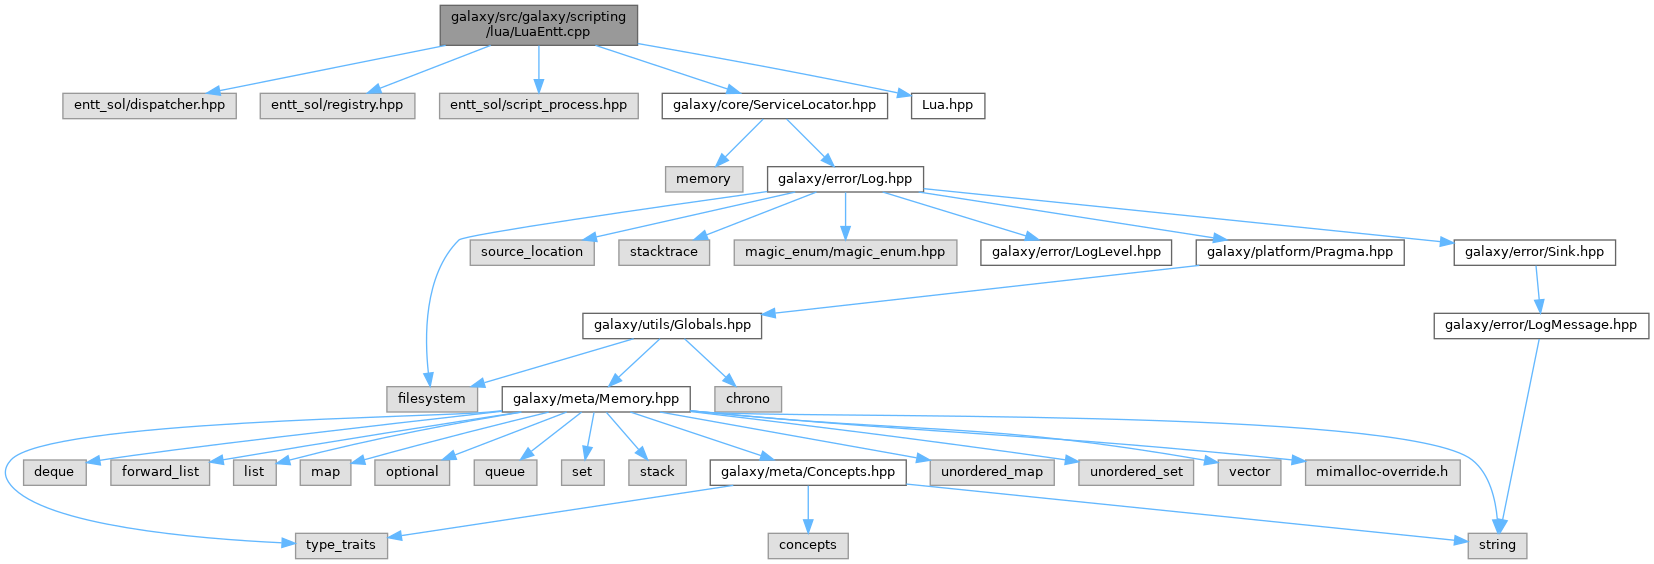 galaxy/src/galaxy/scripting
/lua/LuaEntt.cpp
entt_sol/dispatcher.hpp
entt_sol/registry.hpp
entt_sol/script_process.hpp
galaxy/core/ServiceLocator.hpp
Lua.hpp
memory
galaxy/error/Log.hpp
source_location
stacktrace
magic_enum/magic_enum.hpp
galaxy/error/LogLevel.hpp
galaxy/platform/Pragma.hpp
galaxy/error/Sink.hpp
galaxy/utils/Globals.hpp
galaxy/error/LogMessage.hpp
filesystem
galaxy/meta/Memory.hpp
chrono
deque
forward_list
list
map
optional
queue
set
stack
galaxy/meta/Concepts.hpp
unordered_map
unordered_set
vector
mimalloc-override.h
type_traits
concepts
string